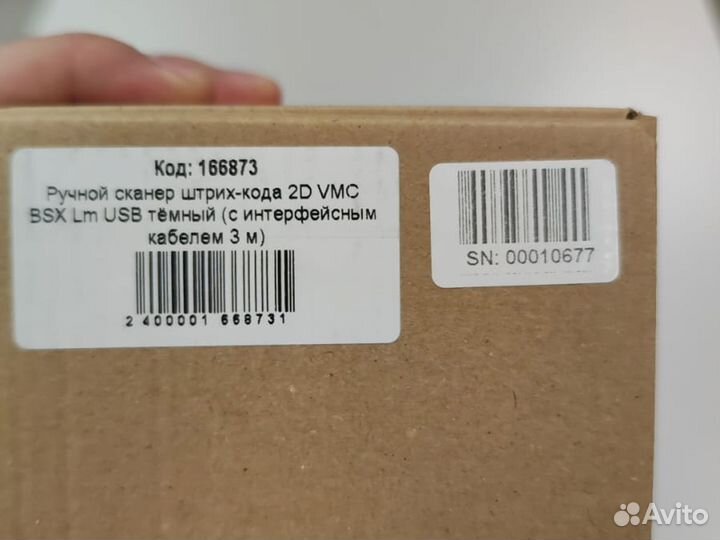 Код: 166873
Ручной сканер штрих-кода 2D VMC
BSX Lm USB тёмный (с интерфейсным
кабелем 3 м)
2 400001 668731
SN: 00010677
Avito